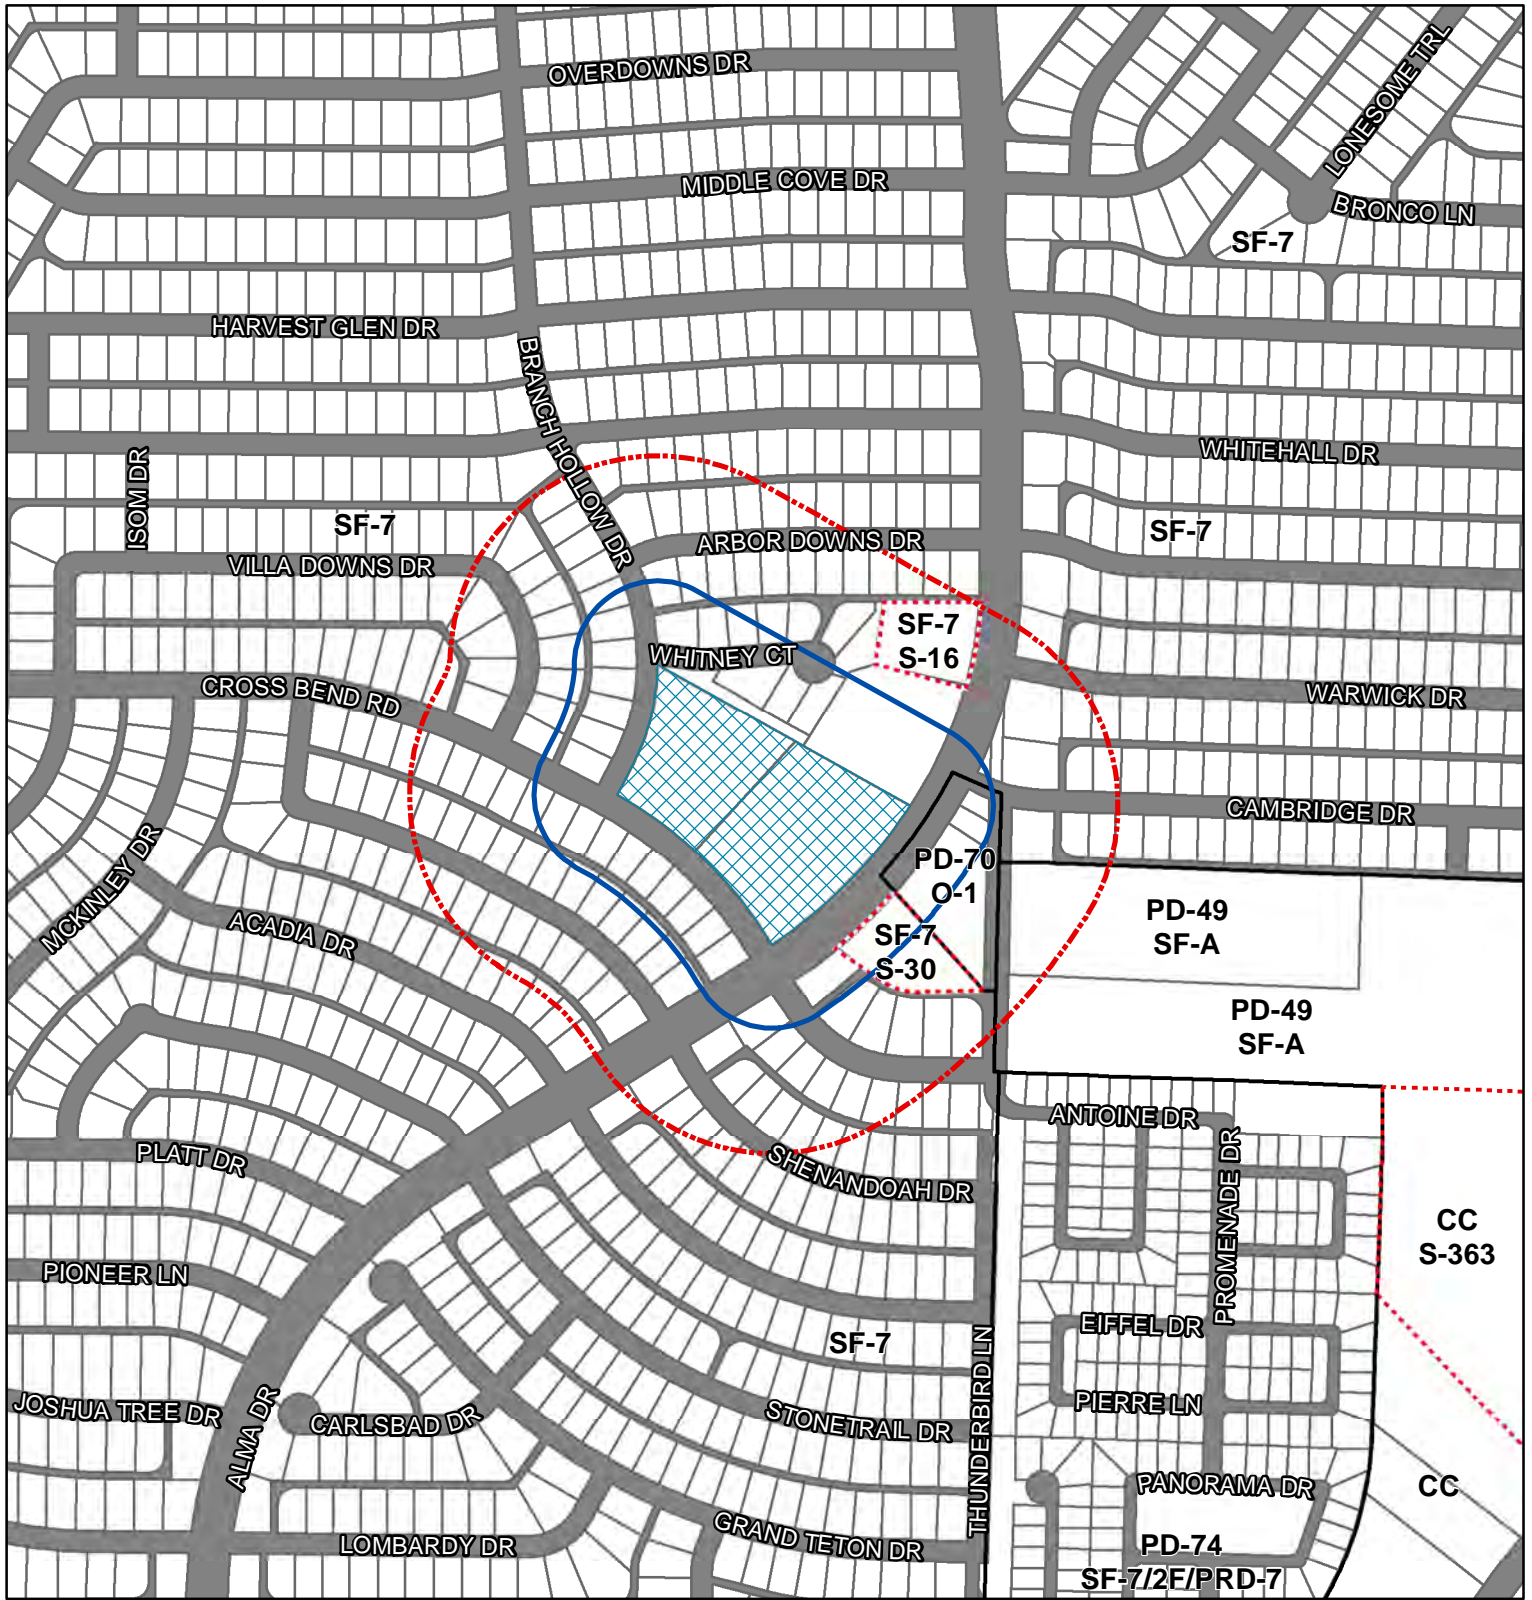 OVERDOWNS DR
LONESOME TRL
MIDDLE COVE DR
BRONCO LN
SF-7
HARVEST GLEN DR
BRANCH HOLLOW DR
WHITEHALL DR
ISOM DR
SF-7
SF-7
ARBOR DOWNS DR
VILLA DOWNS DR
SF-7
S-16
WHITNEY CT
CROSS BEND RD
WARWICK DR
CAMBRIDGE DR
MCKINLEY DR
PD-70
O-1
ACADIA DR
SF-7
S-30
PD-49
SF-A
PD-49
SF-A
ANTOINE DR
PLATT DR
SHENANDOAH DR
PROMENADE DR
CC
S-363
PIONEER LN
EIFFEL DR
SF-7
THUNDERBIRD LN
JOSHUA TREE DR
ALMA DR
CARLSBAD DR
STONETRAIL DR
PIERRE LN
PANORAMA DR
CC
LOMBARDY DR
GRAND TETON DR
PD-74
SF-7/2F/PRD-7